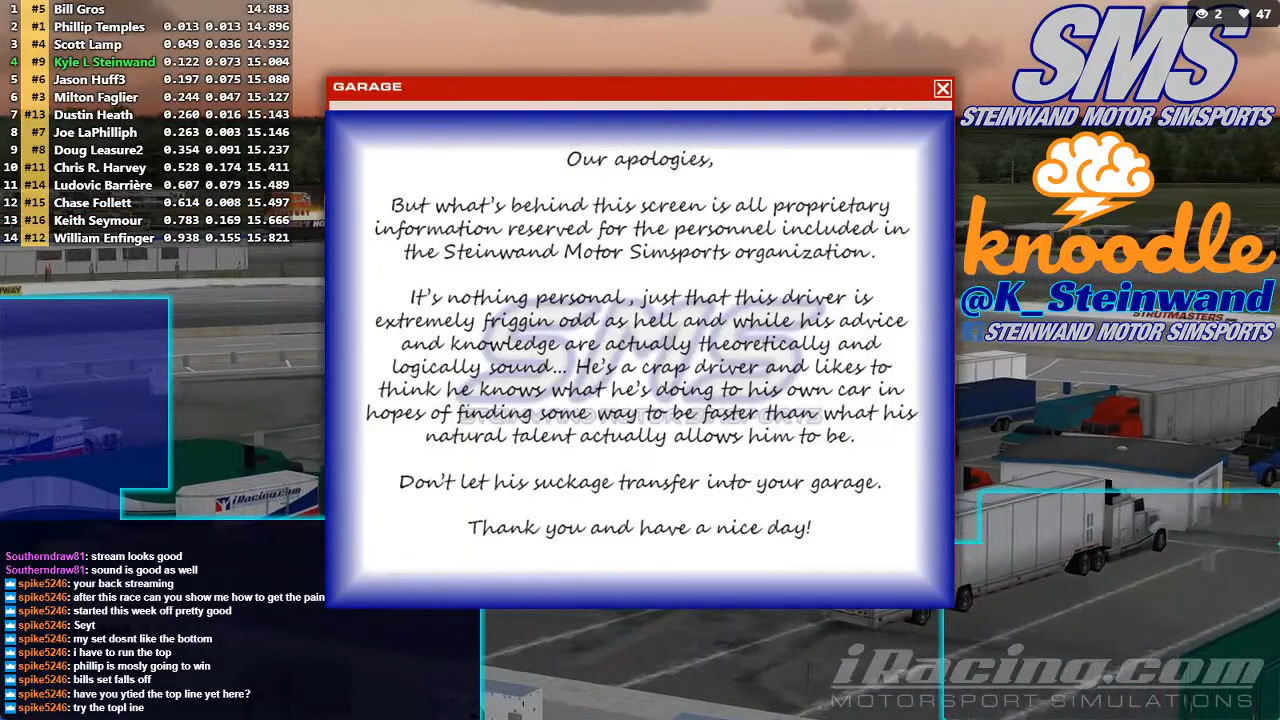 1 #5 Bill Gros 14.883
2 #1 Phillip Temples 0.013 0.013 14.896
3 #4 Scott Lamp 0.049 0.036 14.932
4 #9 Kyle L Steinwand 0.122 0.073 15.004
5 #6 Jason Huff3 0.197 0.075 15.080
6 #3 Milton Faglier 0.244 0.047 15.127
7 #13 Dustin Heath 0.260 0.016 15.143
8 #7 Joe LaPhilliph 0.263 0.003 15.146
9 #8 Doug Leasure2 0.354 0.091 15.237
10 #11 Chris R. Harvey 0.528 0.174 15.411
11 #14 Ludovic Barrière 0.607 0.079 15.489
12 #15 Chase Follett 0.614 0.008 15.497
13 #16 Keith Seymour 0.783 0.169 15.666
14 #12 William Enfinger 0.938 0.155 15.821
2 47
SMS
STEINWAND MOTOR SIMSPORTS
knoodle
@K_Steinwand
STRUTMASTERS
STEINWAND MOTOR SIMSPORTS
GARAGE
Our apologies,
But what's behind this screen is all proprietary
information reserved for the personnel included in
the Steinwand Motor Simsports organization.
It's nothing personal, just that this driver is
extremely friggin odd as hell and while his advice
and knowledge are actually theoretically and
logically sound... He's a crap driver and likes to
think he knows what he's doing to his own car in
hopes of finding some way to be faster than what his
natural talent actually allows him to be.
Don't let his suckage transfer into your garage.
Thank you and have a nice day!
SMS
STEINWAND MOTOR SIMSPORTS
iRacing.com
Southerndraw81: stream looks good
Southerndraw81: sound is good as well
spike5246: your back streaming
spike5246: after this race can you show me how to get the pain
spike5246: started this week off pretty good
spike5246: Seyt
spike5246: my set dosnt like the bottom
spike5246: i have to run the top
spike5246: phillip is mosly going to win
spike5246: bills set falls off
spike5246: have you ytied the top line yet here?
spike5246: try the topl ine
iRacing.com
MOTORSPORT SIMULATIONS